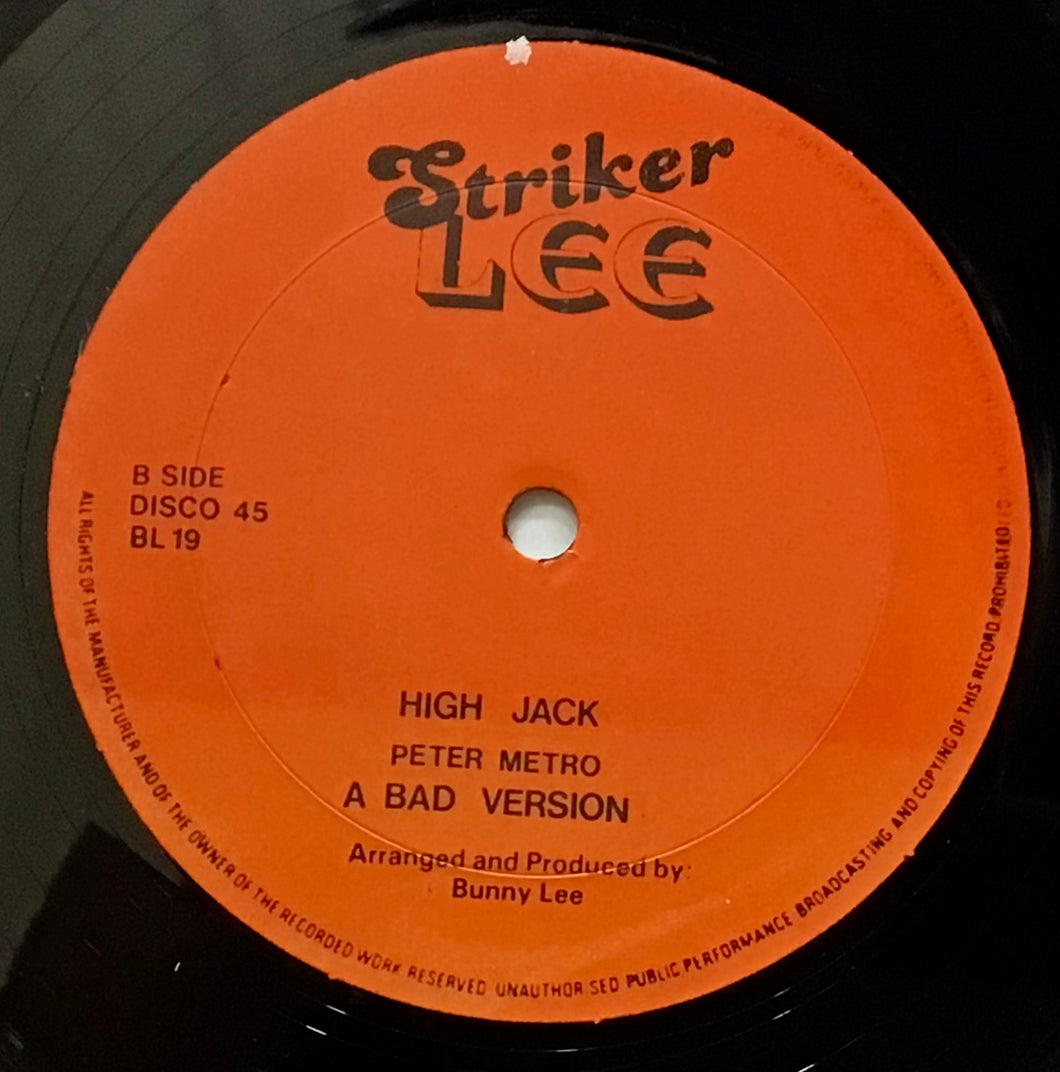 Striker
LEE
B SIDE
DISCO 45
BL 19
HIGH JACK
PETER METRO
A BAD VERSION
Arranged and Produced by:
Bunny Lee
ALL RIGHTS OF THE MANUFACTURER AND OF THE OWNER OF THE RECORDED WORK RESERVED UNAUTHORISED PUBLIC PERFORMANCE BROADCASTING AND COPYING OF THIS RECORD PROHIBITED